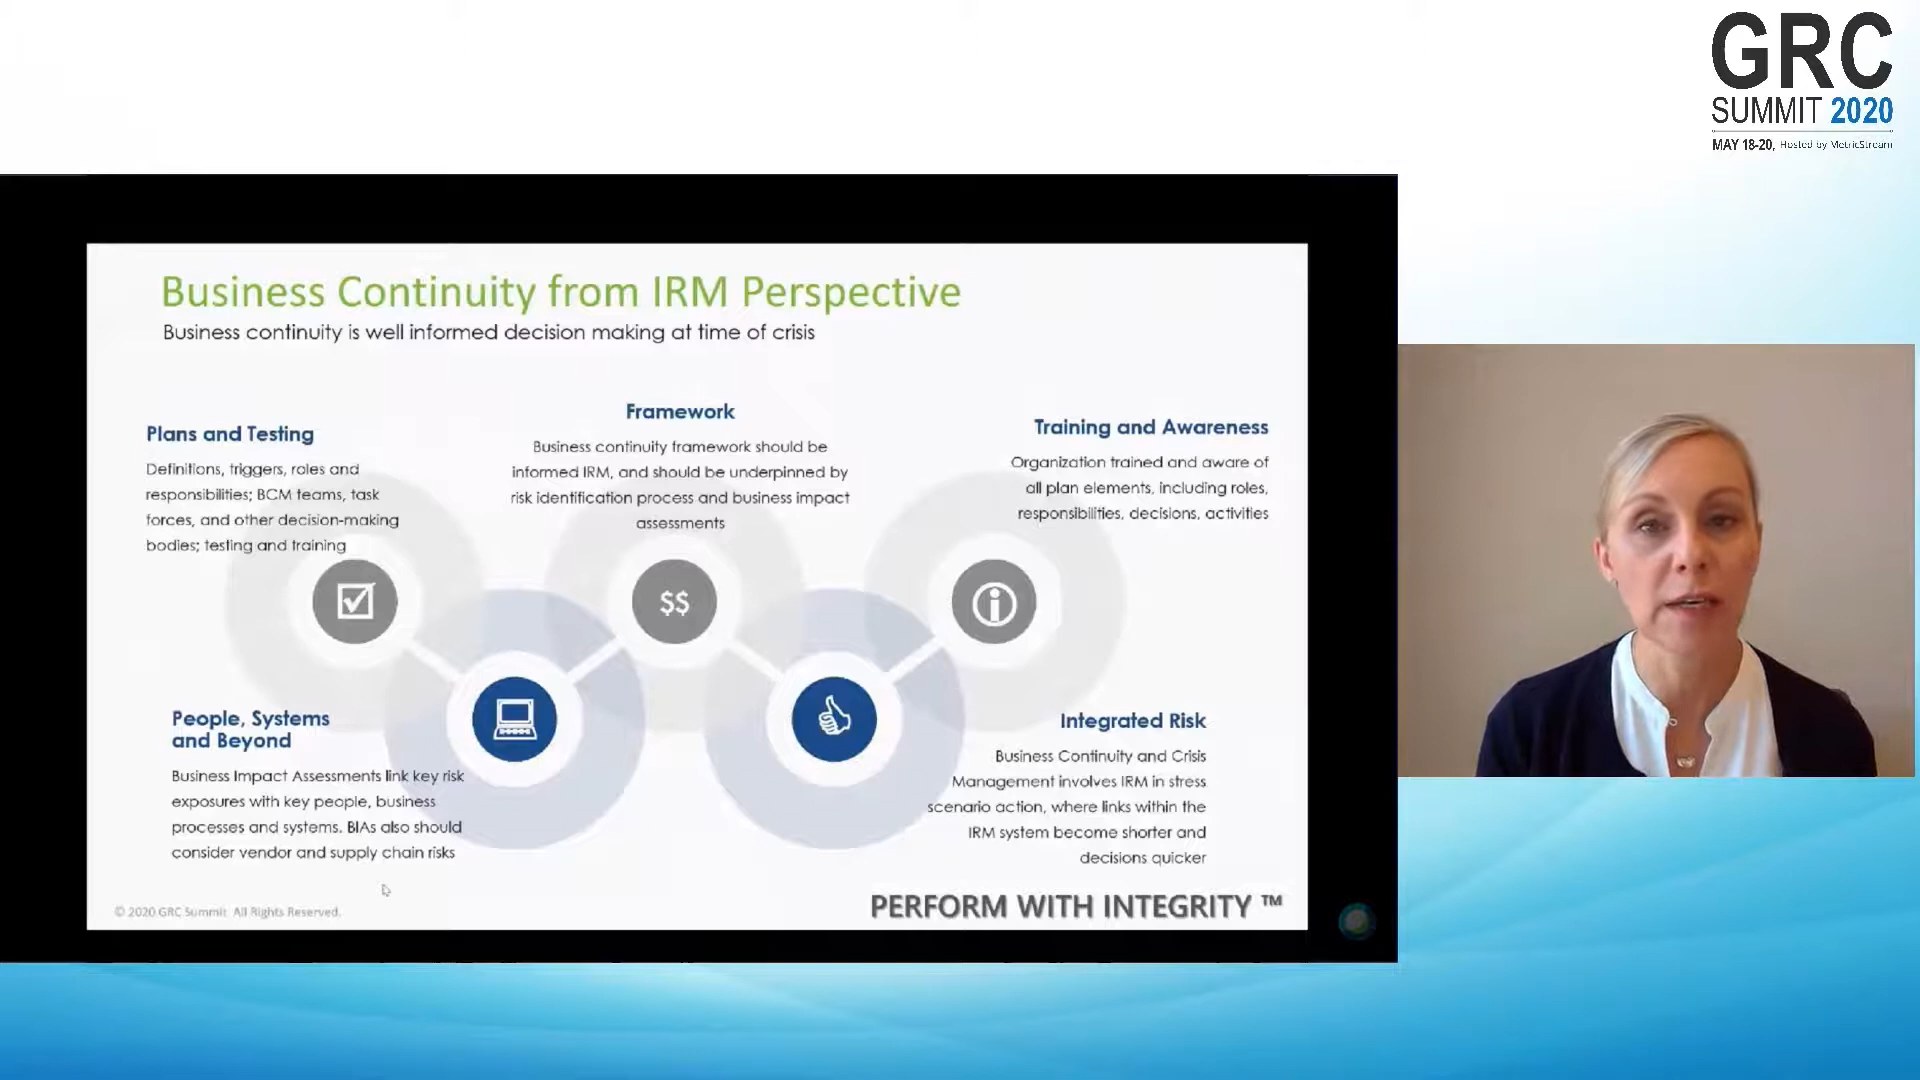 GRC
SUMMIT 2020
MAY 18-20, Hosted by MetricStream
Business Continuity from IRM Perspective
Business continuity is well informed decision making at time of crisis
Plans and Testing
Definitions, triggers, roles and
responsibilities; BCM teams, task
forces, and other decision-making
bodies; testing and training
Framework
Business continuity framework should be
informed IRM, and should be underpinned by
risk identification process and business impact
assessments
Training and Awareness
Organization trained and aware of
all plan elements, including roles,
responsibilities, decisions, activities
$$
People, Systems
and Beyond
Business Impact Assessments link key risk
exposures with key people, business
processes and systems. BIAs also should
consider vendor and supply chain risks
Integrated Risk
Business Continuity and Crisis
Management involves IRM in stress
scenario action, where links within the
IRM system become shorter and
decisions quicker
© 2020 GRC Summit. All Rights Reserved.
PERFORM WITH INTEGRITY ™